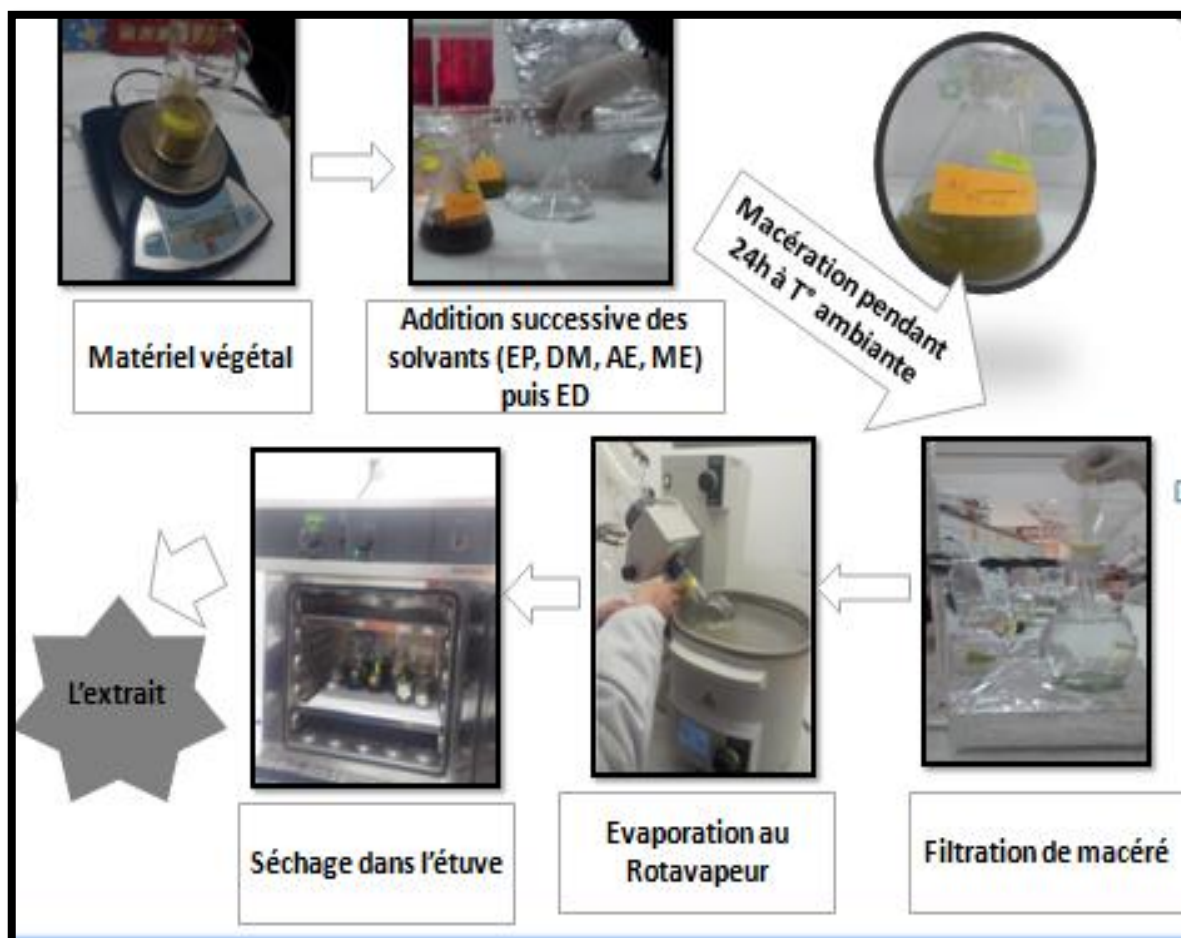 Matériel végétal
Addition successive des
solvants (EP, DM, AE, ME)
puis ED
Macération pendant
24h à T° ambiante
Filtration de macéré
Evaporation au
Rotavapeur
Séchage dans l'étuve
L'extrait